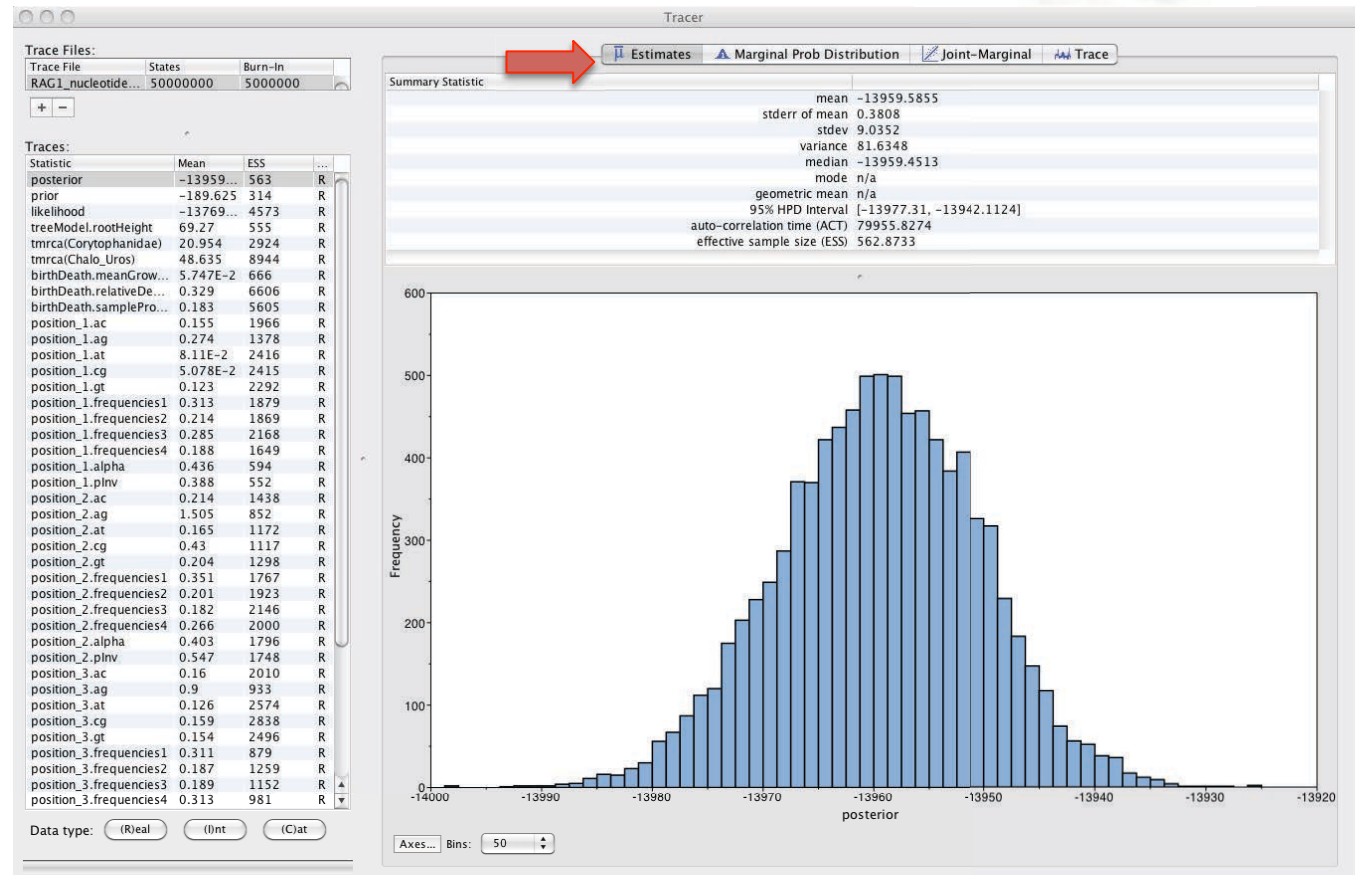 Tracer
Trace Files:
Trace File States Burn-In
RAG1_nucleotide... 50000000 5000000
+ −
Traces:
Statistic Mean ESS ...
posterior -13959... 563 R
prior -189.625 314 R
likelihood -13769... 4573 R
treeModel.rootHeight 69.27 555 R
tmrca(Corytophanidae) 20.954 2924 R
tmrca(Chalo_Uros) 48.635 8944 R
birthDeath.meanGrow... 5.747E-2 666 R
birthDeath.relativeDe... 0.329 6606 R
birthDeath.samplePro... 0.183 5605 R
position_1.ac 0.155 1966 R
position_1.ag 0.274 1378 R
position_1.at 8.11E-2 2416 R
position_1.cg 5.078E-2 2415 R
position_1.gt 0.123 2292 R
position_1.frequencies1 0.313 1879 R
position_1.frequencies2 0.214 1869 R
position_1.frequencies3 0.285 2168 R
position_1.frequencies4 0.188 1649 R
position_1.alpha 0.436 594 R
position_1.pInv 0.388 552 R
position_2.ac 0.214 1438 R
position_2.ag 1.505 852 R
position_2.at 0.165 1172 R
position_2.cg 0.43 1117 R
position_2.gt 0.204 1298 R
position_2.frequencies1 0.351 1767 R
position_2.frequencies2 0.201 1923 R
position_2.frequencies3 0.182 2146 R
position_2.frequencies4 0.266 2000 R
position_2.alpha 0.403 1796 R
position_2.pInv 0.547 1748 R
position_3.ac 0.16 2010 R
position_3.ag 0.9 933 R
position_3.at 0.126 2574 R
position_3.cg 0.159 2838 R
position_3.gt 0.154 2496 R
position_3.frequencies1 0.311 879 R
position_3.frequencies2 0.187 1259 R
position_3.frequencies3 0.189 1152 R
position_3.frequencies4 0.313 981 R
Data type: (R)eal (I)nt (C)at
μ Estimates Marginal Prob Distribution Joint-Marginal Trace
Summary Statistic
mean -13959.5855
stderr of mean 0.3808
stdev 9.0352
variance 81.6348
median -13959.4513
mode n/a
geometric mean n/a
95% HPD Interval [-13977.31, -13942.1124]
auto-correlation time (ACT) 79955.8274
effective sample size (ESS) 562.8733
600
500
400
300
200
100
0
Frequency
-14000 -13990 -13980 -13970 -13960 -13950 -13940 -13930 -13920
posterior
Axes... Bins: 50